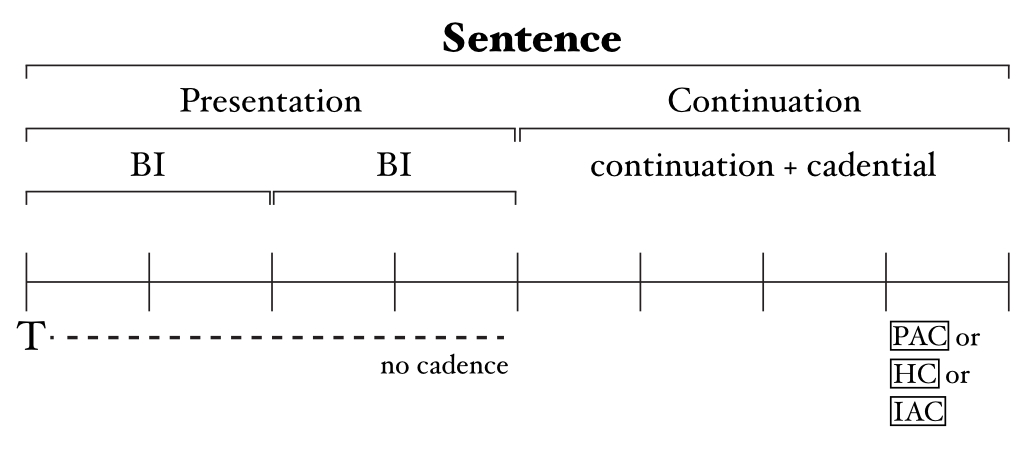 Sentence
Presentation
Continuation
BI
BI
continuation + cadential
T
no cadence
PAC or
HC or
IAC